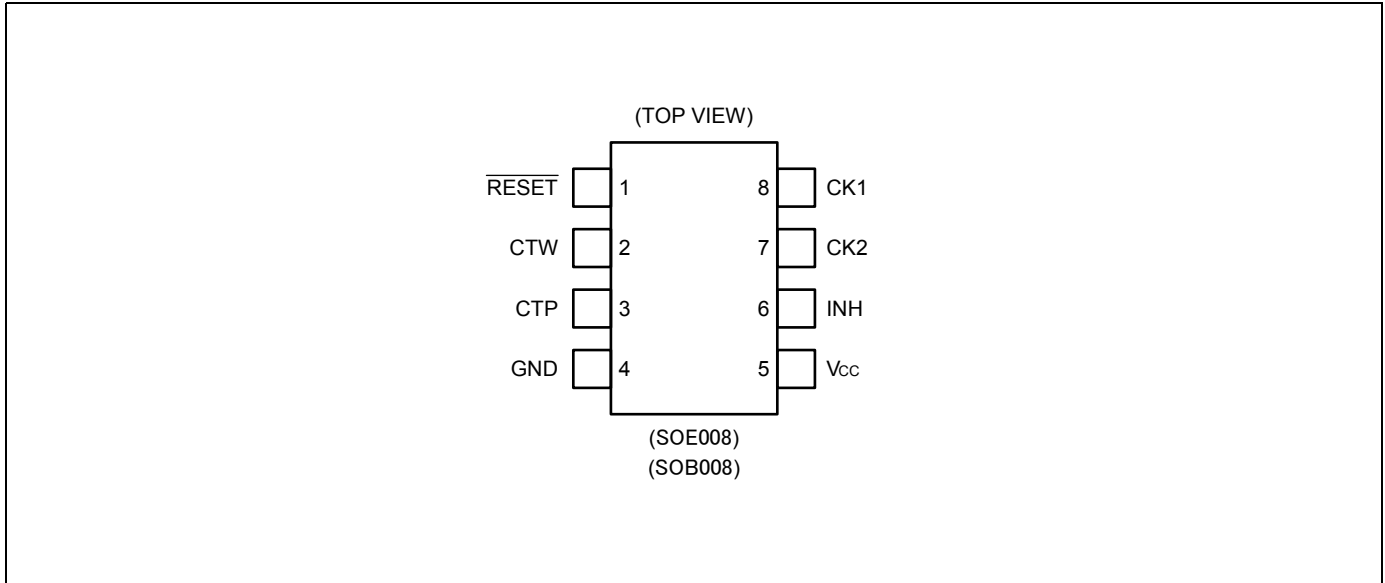 (TOP VIEW)
RESET 1 8 CK1
CTW 2 7 CK2
CTP 3 6 INH
GND 4 5 Vcc
(SOE008)
(SOB008)